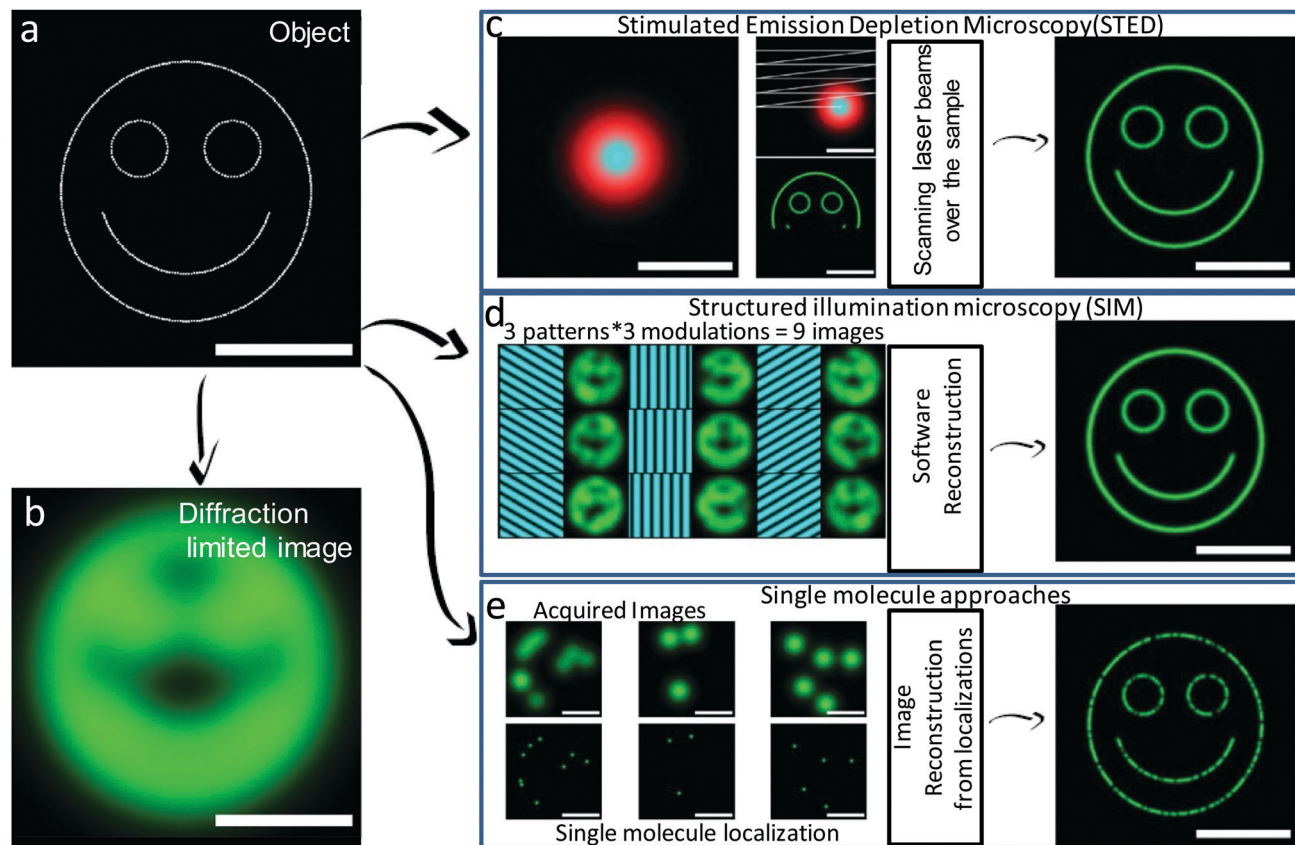 a
Object
b
Diffraction
limited image
c
Stimulated Emission Depletion Microscopy(STED)
Scanning laser beams
over the sample
d
Structured illumination microscopy (SIM)
3 patterns*3 modulations = 9 images
Software
Reconstruction
e
Single molecule approaches
Acquired Images
Single molecule localization
Image
Reconstruction
from localizations